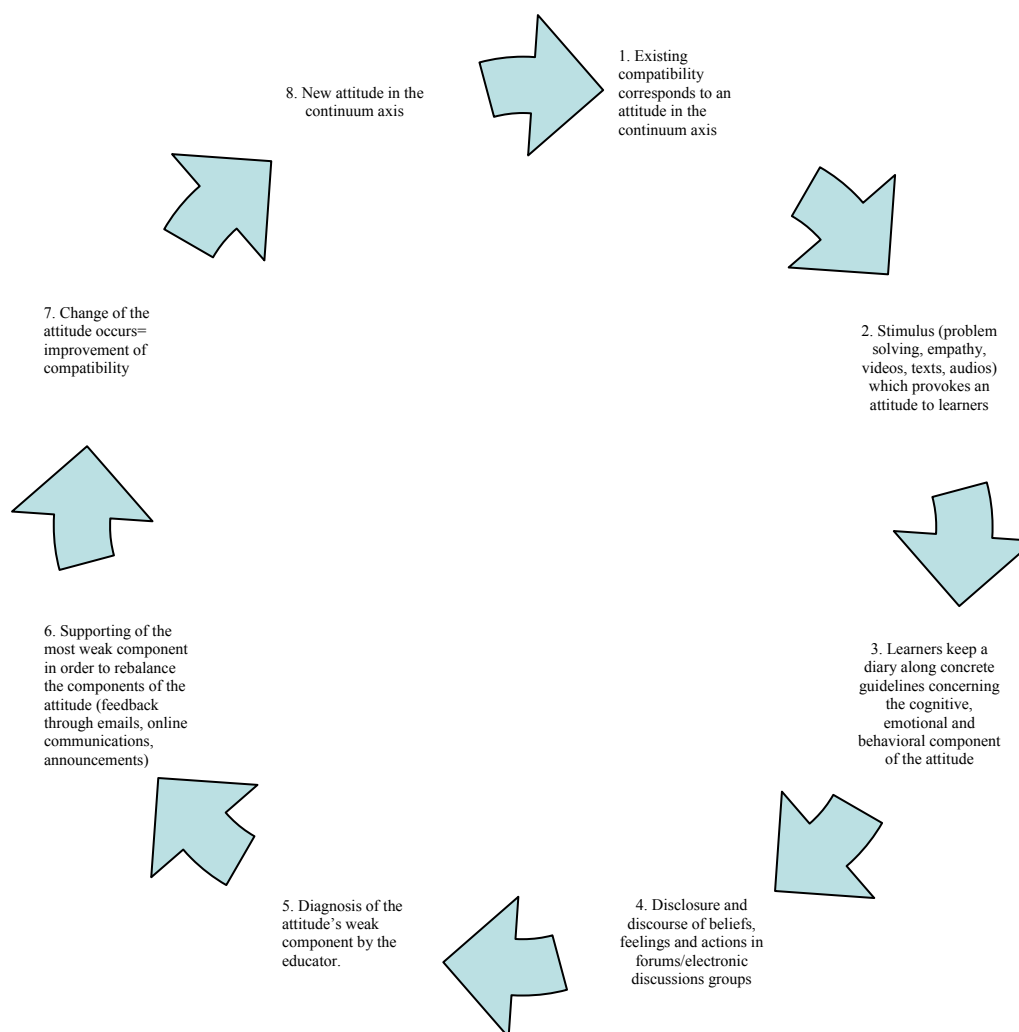 1. Existing
compatibility
corresponds to an
attitude in the
continuum axis
2. Stimulus (problem
solving, empathy,
videos, texts, audios)
which provokes an
attitude to learners
3. Learners keep a
diary along concrete
guidelines concerning
the cognitive,
emotional and
behavioral component
of the attitude
4. Disclosure and
discourse of beliefs,
feelings and actions in
forums/electronic
discussions groups
5. Diagnosis of the
attitude’s weak
component by the
educator.
6. Supporting of the
most weak component
in order to rebalance
the components of the
attitude (feedback
through emails, online
communications,
announcements)
7. Change of the
attitude occurs=
improvement of
compatibility
8. New attitude in the
continuum axis